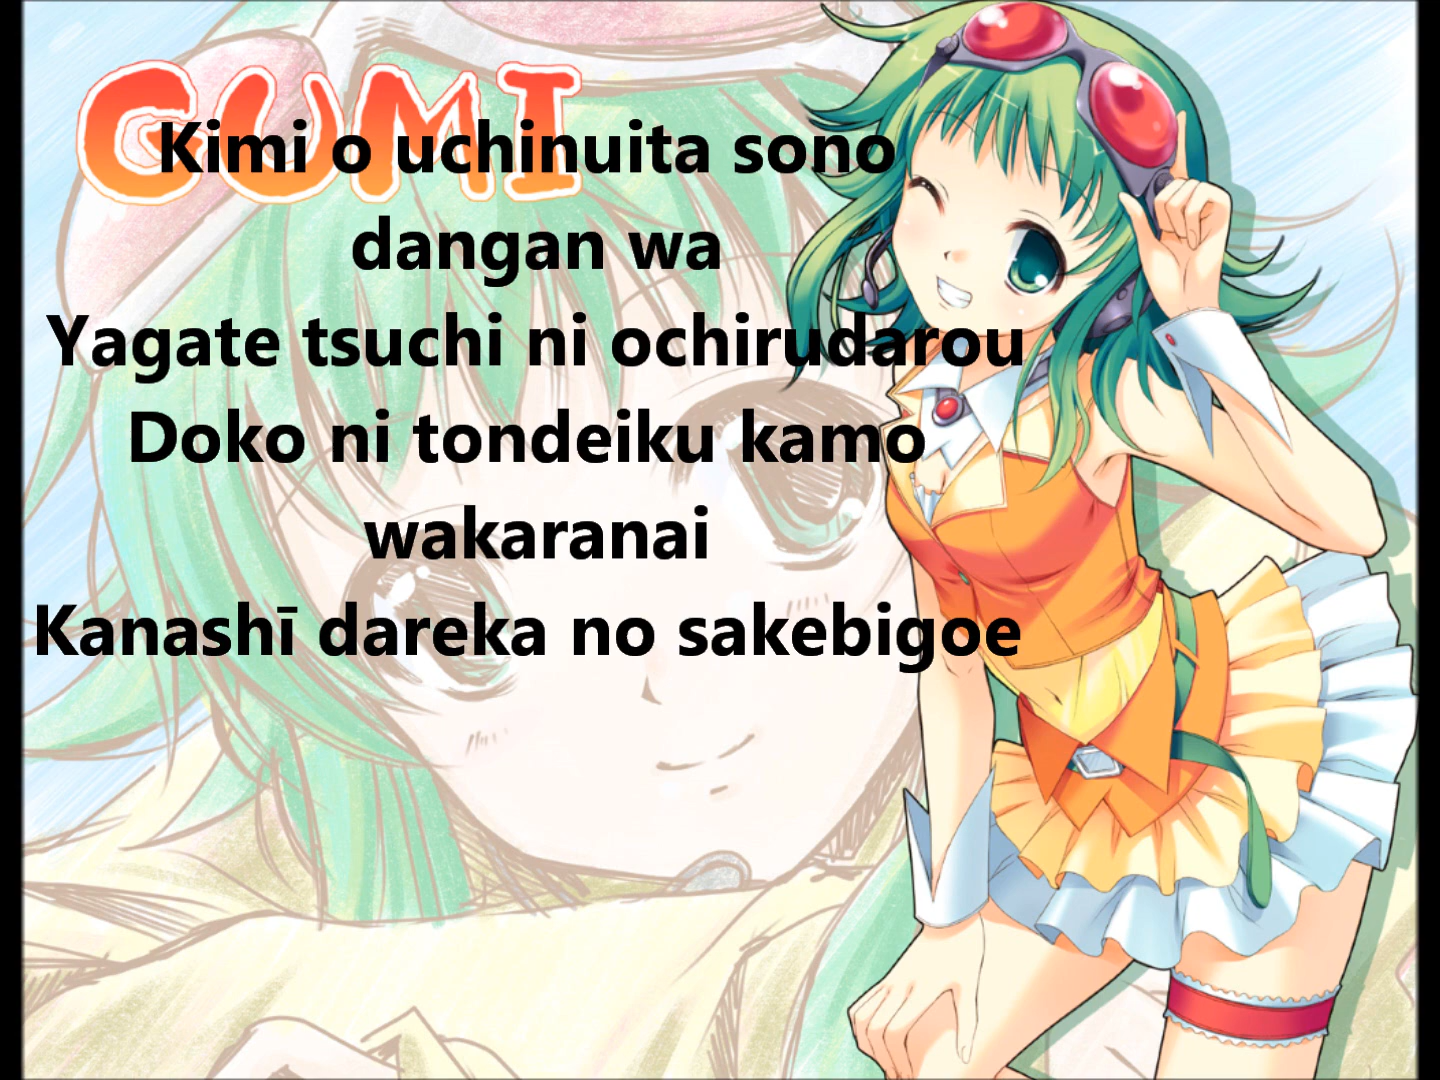 GUMI
Kimi o uchinuita sono
dangan wa
Yagate tsuchi ni ochirudarou
Doko ni tondeiku kamo
wakaranai
Kanashī dareka no sakebigoe